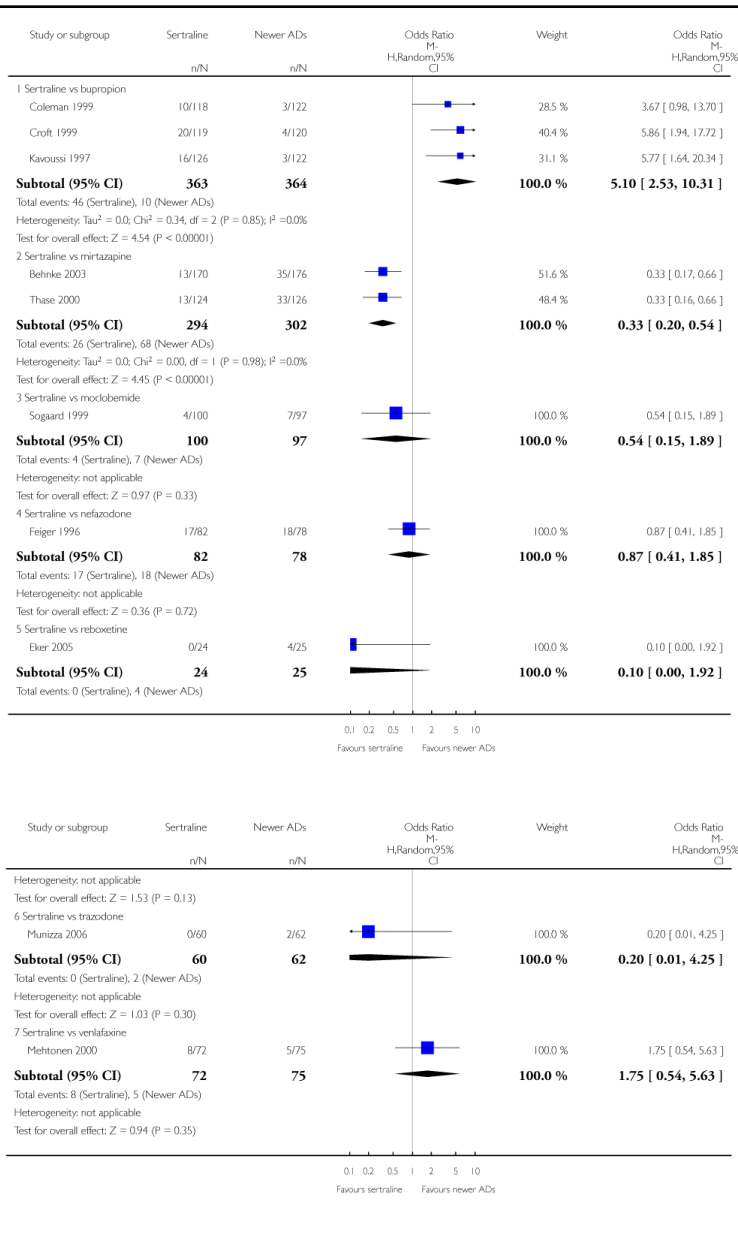 Study or subgroup Sertraline Newer ADs Odds Ratio Weight Odds Ratio
M- M-
H,Random,95% H,Random,95%
n/N n/N CI CI
1 Sertraline vs bupropion
Coleman 1999 10/118 3/122 28.5 % 3.67 [ 0.98, 13.70 ]
Croft 1999 20/119 4/120 40.4 % 5.86 [ 1.94, 17.72 ]
Kavoussi 1997 16/126 3/122 31.1 % 5.77 [ 1.64, 20.34 ]
Subtotal (95% CI) 363 364 100.0 % 5.10 [ 2.53, 10.31 ]
Total events: 46 (Sertraline), 10 (Newer ADs)
Heterogeneity: Tau² = 0.0; Chi² = 0.34, df = 2 (P = 0.85); I² =0.0%
Test for overall effect: Z = 4.54 (P < 0.00001)
2 Sertraline vs mirtazapine
Behnke 2003 13/170 35/176 51.6 % 0.33 [ 0.17, 0.66 ]
Thase 2000 13/124 33/126 48.4 % 0.33 [ 0.16, 0.66 ]
Subtotal (95% CI) 294 302 100.0 % 0.33 [ 0.20, 0.54 ]
Total events: 26 (Sertraline), 68 (Newer ADs)
Heterogeneity: Tau² = 0.0; Chi² = 0.00, df = 1 (P = 0.98); I² =0.0%
Test for overall effect: Z = 4.45 (P < 0.00001)
3 Sertraline vs moclobemide
Sogaard 1999 4/100 7/97 100.0 % 0.54 [ 0.15, 1.89 ]
Subtotal (95% CI) 100 97 100.0 % 0.54 [ 0.15, 1.89 ]
Total events: 4 (Sertraline), 7 (Newer ADs)
Heterogeneity: not applicable
Test for overall effect: Z = 0.97 (P = 0.33)
4 Sertraline vs nefazodone
Feiger 1996 17/82 18/78 100.0 % 0.87 [ 0.41, 1.85 ]
Subtotal (95% CI) 82 78 100.0 % 0.87 [ 0.41, 1.85 ]
Total events: 17 (Sertraline), 18 (Newer ADs)
Heterogeneity: not applicable
Test for overall effect: Z = 0.36 (P = 0.72)
5 Sertraline vs reboxetine
Eker 2005 0/24 4/25 100.0 % 0.10 [ 0.00, 1.92 ]
Subtotal (95% CI) 24 25 100.0 % 0.10 [ 0.00, 1.92 ]
Total events: 0 (Sertraline), 4 (Newer ADs)
0.1 0.2 0.5 1 2 5 10
Favours sertraline Favours newer ADs
Study or subgroup Sertraline Newer ADs Odds Ratio Weight Odds Ratio
M- M-
H,Random,95% H,Random,95%
n/N n/N CI CI
Heterogeneity: not applicable
Test for overall effect: Z = 1.53 (P = 0.13)
6 Sertraline vs trazodone
Munizza 2006 0/60 2/62 100.0 % 0.20 [ 0.01, 4.25 ]
Subtotal (95% CI) 60 62 100.0 % 0.20 [ 0.01, 4.25 ]
Total events: 0 (Sertraline), 2 (Newer ADs)
Heterogeneity: not applicable
Test for overall effect: Z = 1.03 (P = 0.30)
7 Sertraline vs venlafaxine
Mehtonen 2000 8/72 5/75 100.0 % 1.75 [ 0.54, 5.63 ]
Subtotal (95% CI) 72 75 100.0 % 1.75 [ 0.54, 5.63 ]
Total events: 8 (Sertraline), 5 (Newer ADs)
Heterogeneity: not applicable
Test for overall effect: Z = 0.94 (P = 0.35)
0.1 0.2 0.5 1 2 5 10
Favours sertraline Favours newer ADs